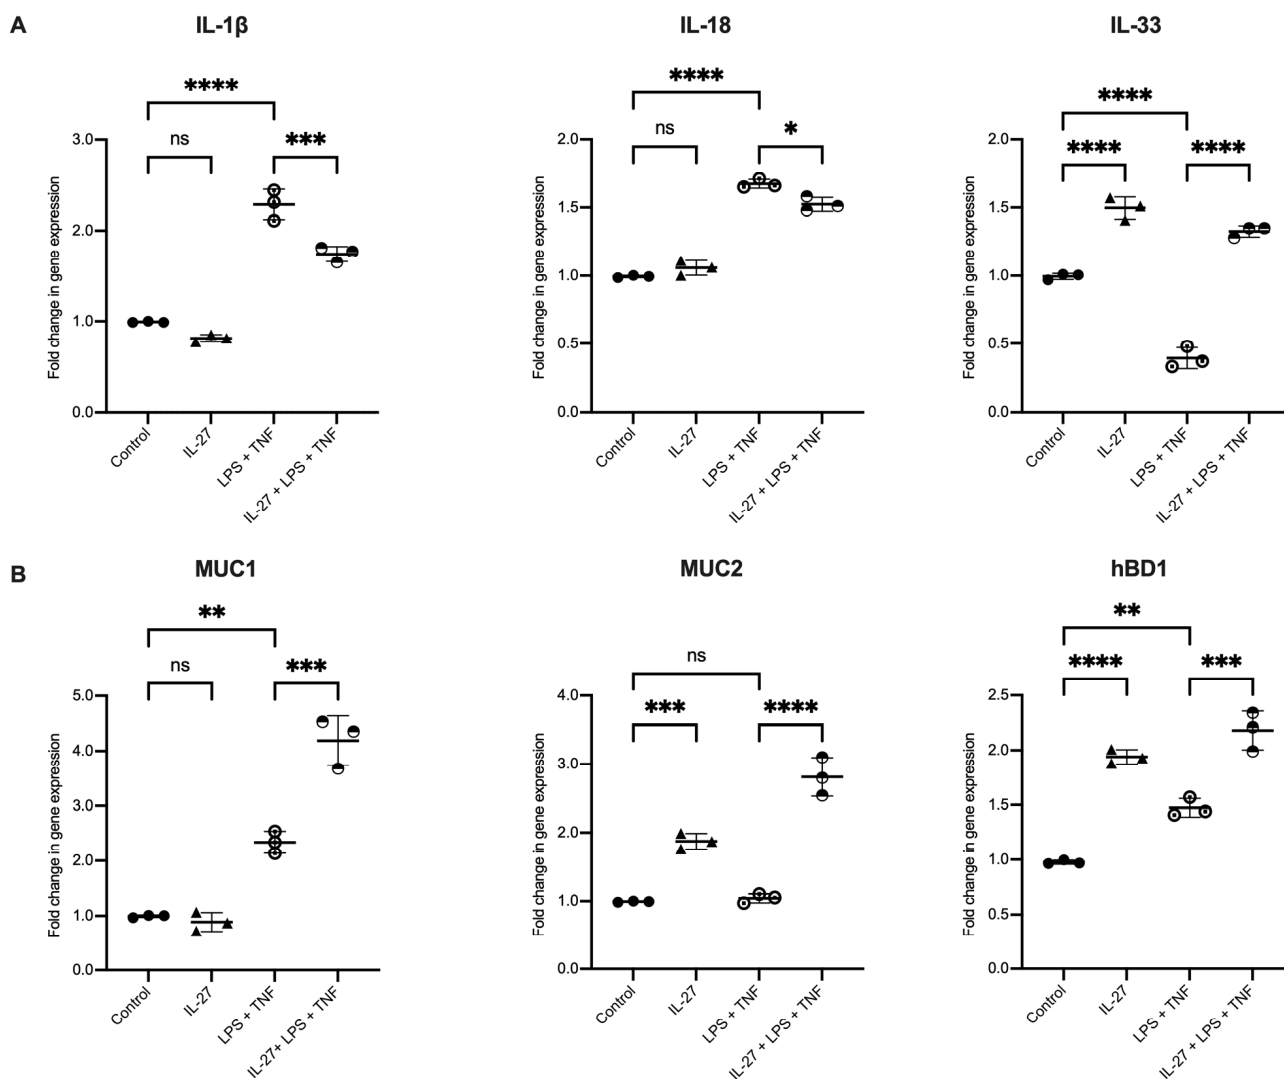 A
IL-1β
IL-18
IL-33
****
ns
***
****
ns
*
****
****
****
Fold change in gene expression
3.0
2.0
1.0
0.0
Control
IL-27
LPS + TNF
IL-27 + LPS + TNF
Fold change in gene expression
2.0
1.5
1.0
0.5
0.0
Control
IL-27
LPS + TNF
IL-27 + LPS + TNF
Fold change in gene expression
2.0
1.5
1.0
0.5
0.0
Control
IL-27
LPS + TNF
IL-27 + LPS + TNF
B
MUC1
MUC2
hBD1
**
ns
***
ns
***
****
**
****
***
Fold change in gene expression
5.0
4.0
3.0
2.0
1.0
0.0
Control
IL-27
LPS + TNF
IL-27+ LPS + TNF
Fold change in gene expression
4.0
3.0
2.0
1.0
0.0
Control
IL-27
LPS + TNF
IL-27 + LPS + TNF
Fold change in gene expression
2.5
2.0
1.5
1.0
0.5
0.0
Control
IL-27
LPS + TNF
IL-27 + LPS + TNF